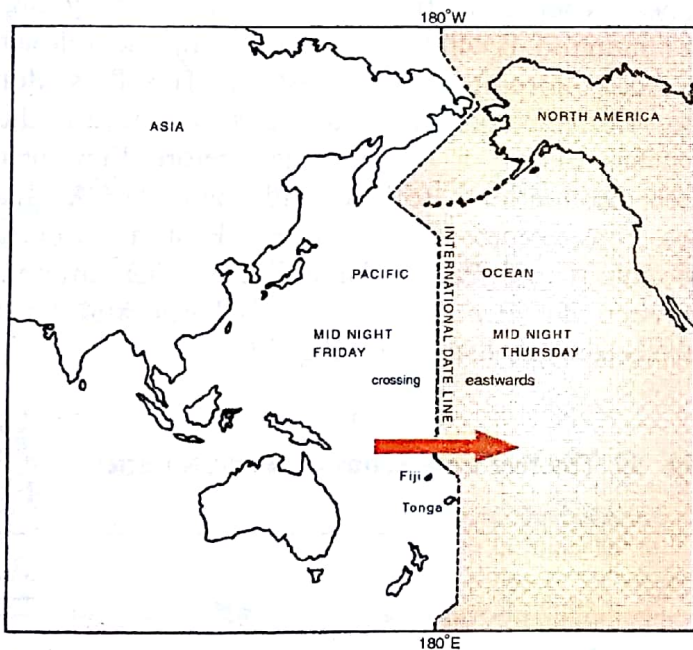 180°W
ASIA
NORTH AMERICA
INTERNATIONAL DATE LINE
PACIFIC
OCEAN
MID NIGHT
FRIDAY
MID NIGHT
THURSDAY
crossing
eastwards
Fiji
Tonga
180°E